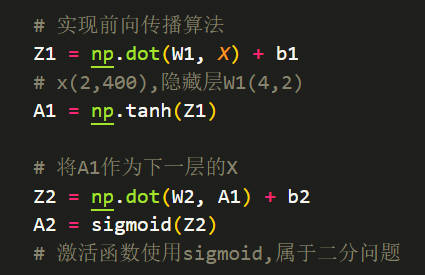 # 实现前向传播算法
Z1 = np.dot(W1, X) + b1
# x(2,400),隐藏层W1(4,2)
A1 = np.tanh(Z1)
# 将A1作为下一层的X
Z2 = np.dot(W2, A1) + b2
A2 = sigmoid(Z2)
# 激活函数使用sigmoid,属于二分问题